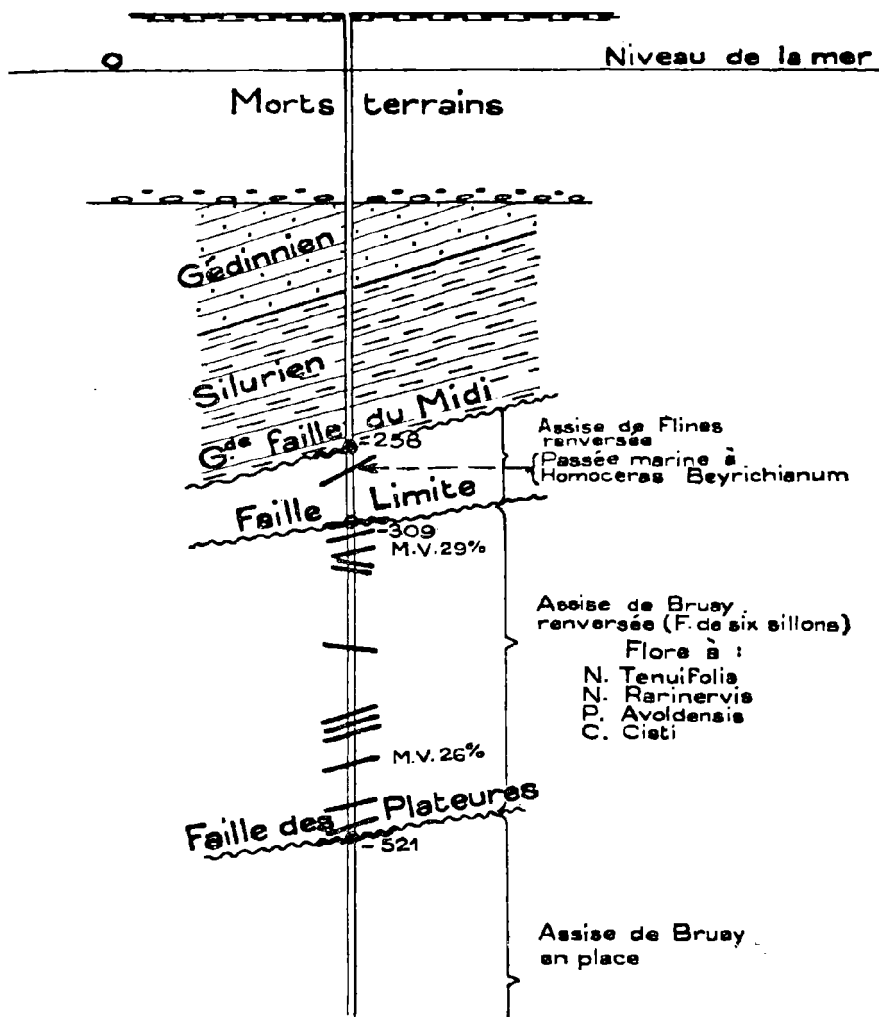 Niveau de la mer
O
Morts terrains
Gédinnien
Silurien
G.de faille du Midi
-258
Assise de Flines
renversée
Passée marine à
Homoceras Beyrichianum
Faille Limite
-309
M.V. 29%
Assise de Bruay
renversée (F. de six sillons)
Flore à :
N. Tenuifolia
N. Rarinervis
P. Avoldensis
C. Cisti
M.V. 26%
Faille des Plateures
-521
Assise de Bruay
en place